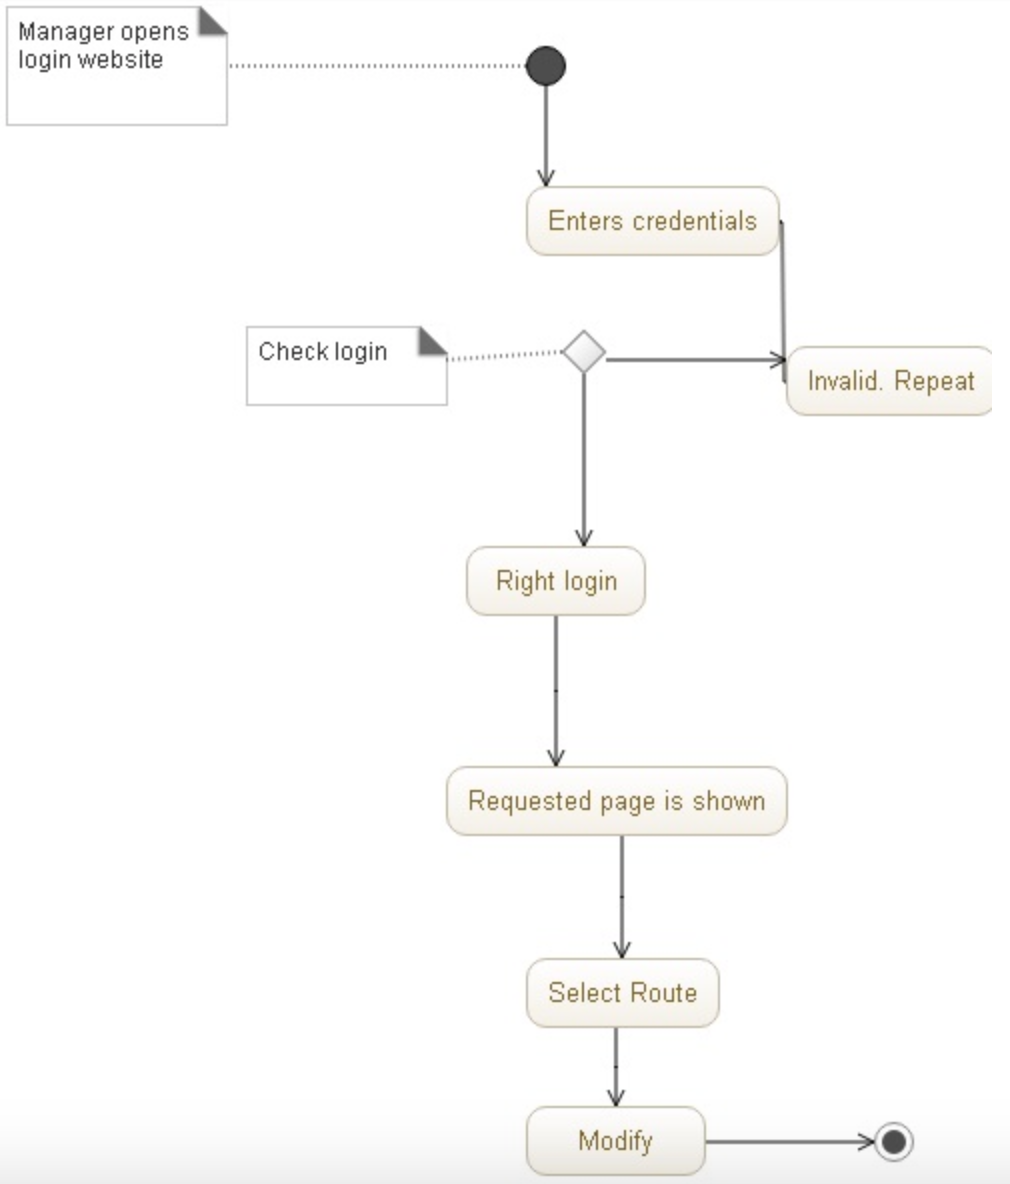 Manager opens
login website
Enters credentials
Check login
Invalid. Repeat
Right login
Requested page is shown
Select Route
Modify